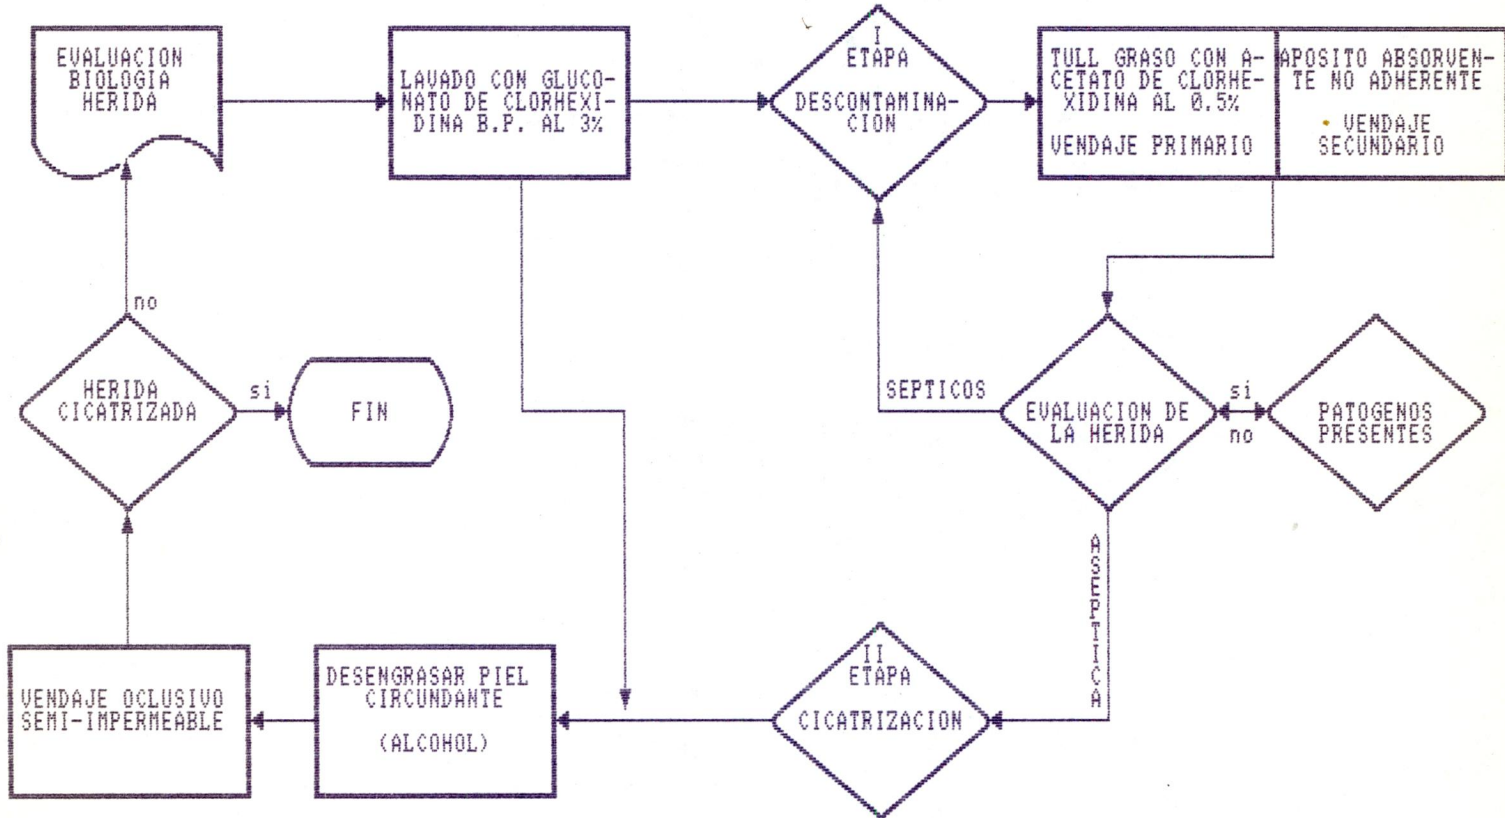 EVALUACION
BIOLOGIA
HERIDA
LAVADO CON GLUCO-
NATO DE CLORHEXI-
DINA B.P. AL 3%
I
ETAPA
DESCONTAMINA-
CION
TULL GRASO CON A-
CETATO DE CLORHE-
XIDINA AL 0.5%
VENDAJE PRIMARIO
APOSITO ABSORVEN-
TE NO ADHERENTE
VENDAJE
SECUNDARIO
no
HERIDA
CICATRIZADA
si
FIN
SEPTICOS
EVALUACION DE
LA HERIDA
si
no
PATOGENOS
PRESENTES
ASEPTICA
VENDAJE OCLUSIVO
SEMI-IMPERMEABLE
DESENGRASAR PIEL
CIRCUNDANTE
(ALCOHOL)
II
ETAPA
CICATRIZACION